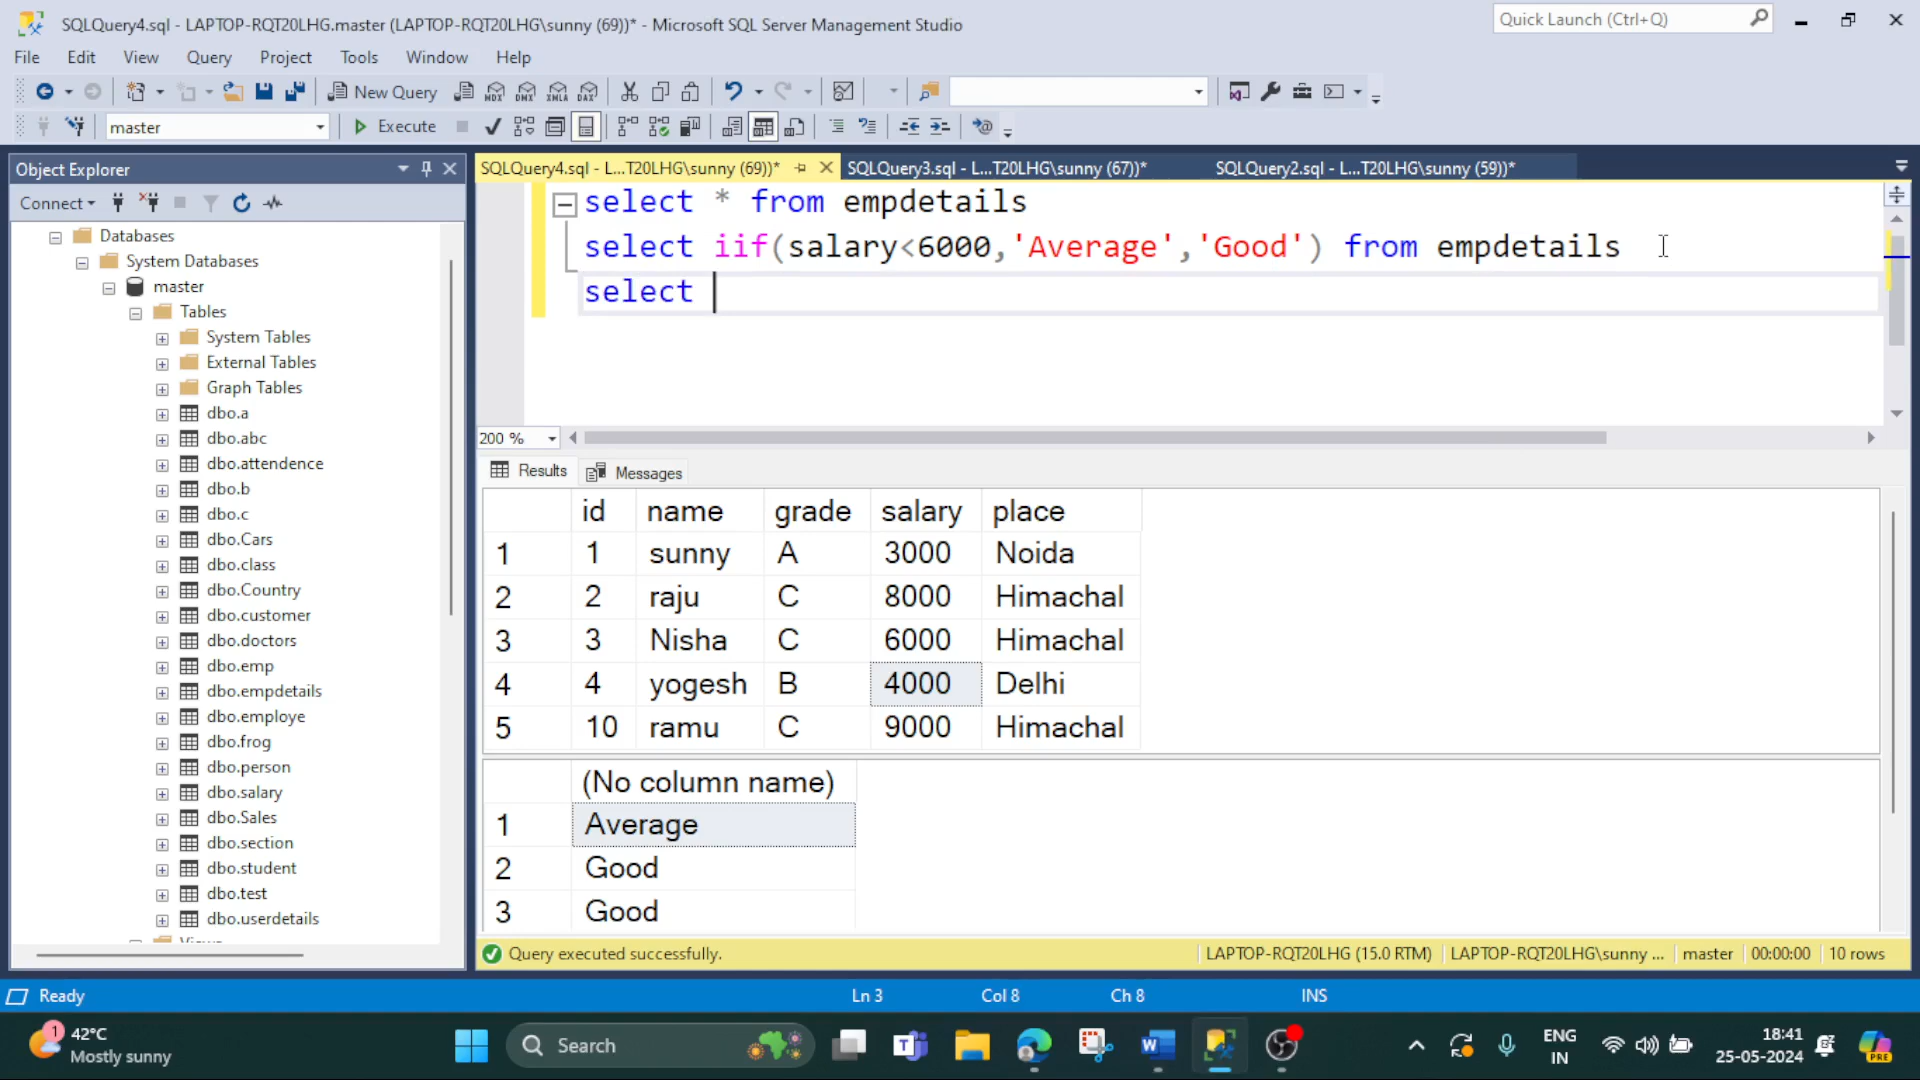 SQLQuery4.sql - LAPTOP-RQT20LHG.master (LAPTOP-RQT20LHG\sunny (69))* - Microsoft SQL Server Management Studio
Quick Launch (Ctrl+Q)
File Edit View Query Project Tools Window Help
New Query
MDX DMX XMLA DAX
master
Execute
Object Explorer
SQLQuery4.sql - L...T20LHG\sunny (69))*
SQLQuery3.sql - L...T20LHG\sunny (67))*
SQLQuery2.sql - L...T20LHG\sunny (59))*
Connect
Databases
System Databases
master
Tables
System Tables
External Tables
Graph Tables
dbo.a
dbo.abc
dbo.attendence
dbo.b
dbo.c
dbo.Cars
dbo.class
dbo.Country
dbo.customer
dbo.doctors
dbo.emp
dbo.empdetails
dbo.employe
dbo.frog
dbo.person
dbo.salary
dbo.Sales
dbo.section
dbo.student
dbo.test
dbo.userdetails
select * from empdetails
select iif(salary<6000,'Average','Good') from empdetails
select
200 %
Results Messages
id name grade salary place
1 1 sunny A 3000 Noida
2 2 raju C 8000 Himachal
3 3 Nisha C 6000 Himachal
4 4 yogesh B 4000 Delhi
5 10 ramu C 9000 Himachal
(No column name)
1 Average
2 Good
3 Good
Query executed successfully.
LAPTOP-RQT20LHG (15.0 RTM) LAPTOP-RQT20LHG\sunny ... master 00:00:00 10 rows
Ready Ln 3 Col 8 Ch 8 INS
1
42°C
Mostly sunny
Search
ENG
IN
18:41
25-05-2024
PRE